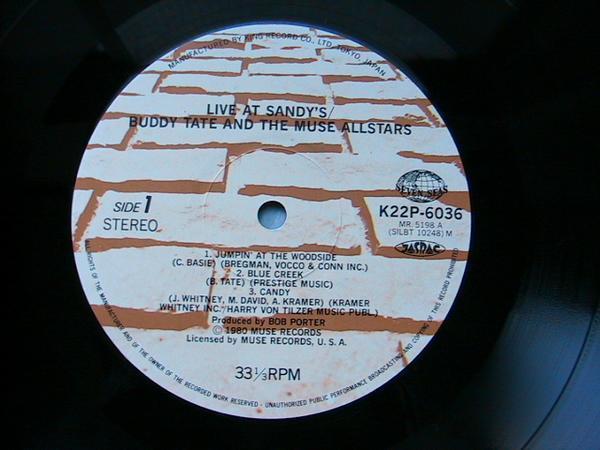 MANUFACTURED BY KING RECORD CO., LTD. TOKYO, JAPAN
LIVE AT SANDY'S/
BUDDY TATE AND THE MUSE ALLSTARS
SEVEN SEAS
SIDE 1
STEREO
K22P-6036
MR. 5198 A
(SILBT 10248) M
JASRAC
1. JUMPIN' AT THE WOODSIDE
(C. BASIE) (BREGMAN, VOCCO & CONN INC.)
2. BLUE CREEK
(B. TATE) (PRESTIGE MUSIC)
3. CANDY
(J. WHITNEY, M. DAVID, A. KRAMER) (KRAMER
WHITNEY INC./HARRY VON TILZER MUSIC PUBL.)
Produced by BOB PORTER
© 1980 MUSE RECORDS
Licensed by MUSE RECORDS, U. S. A.
33 1/3 RPM
ALL RIGHTS OF THE MANUFACTURER AND OF THE OWNER OF THE RECORDED WORK RESERVED - UNAUTHORIZED PUBLIC PERFORMANCE BROADCASTING AND COPYING OF THIS RECORD PROHIBITED